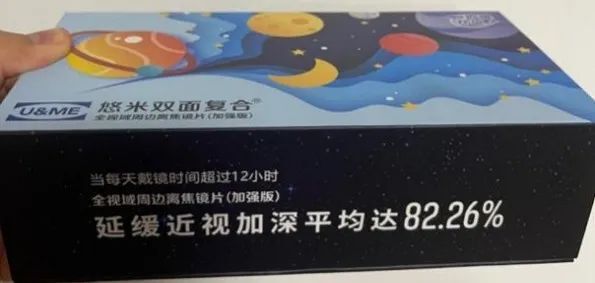 U&ME 悠米双面复合®
全视域周边离焦镜片(加强版)
当每天戴镜时间超过12小时
全视域周边离焦镜片(加强版)
延缓近视加深平均达82.26%